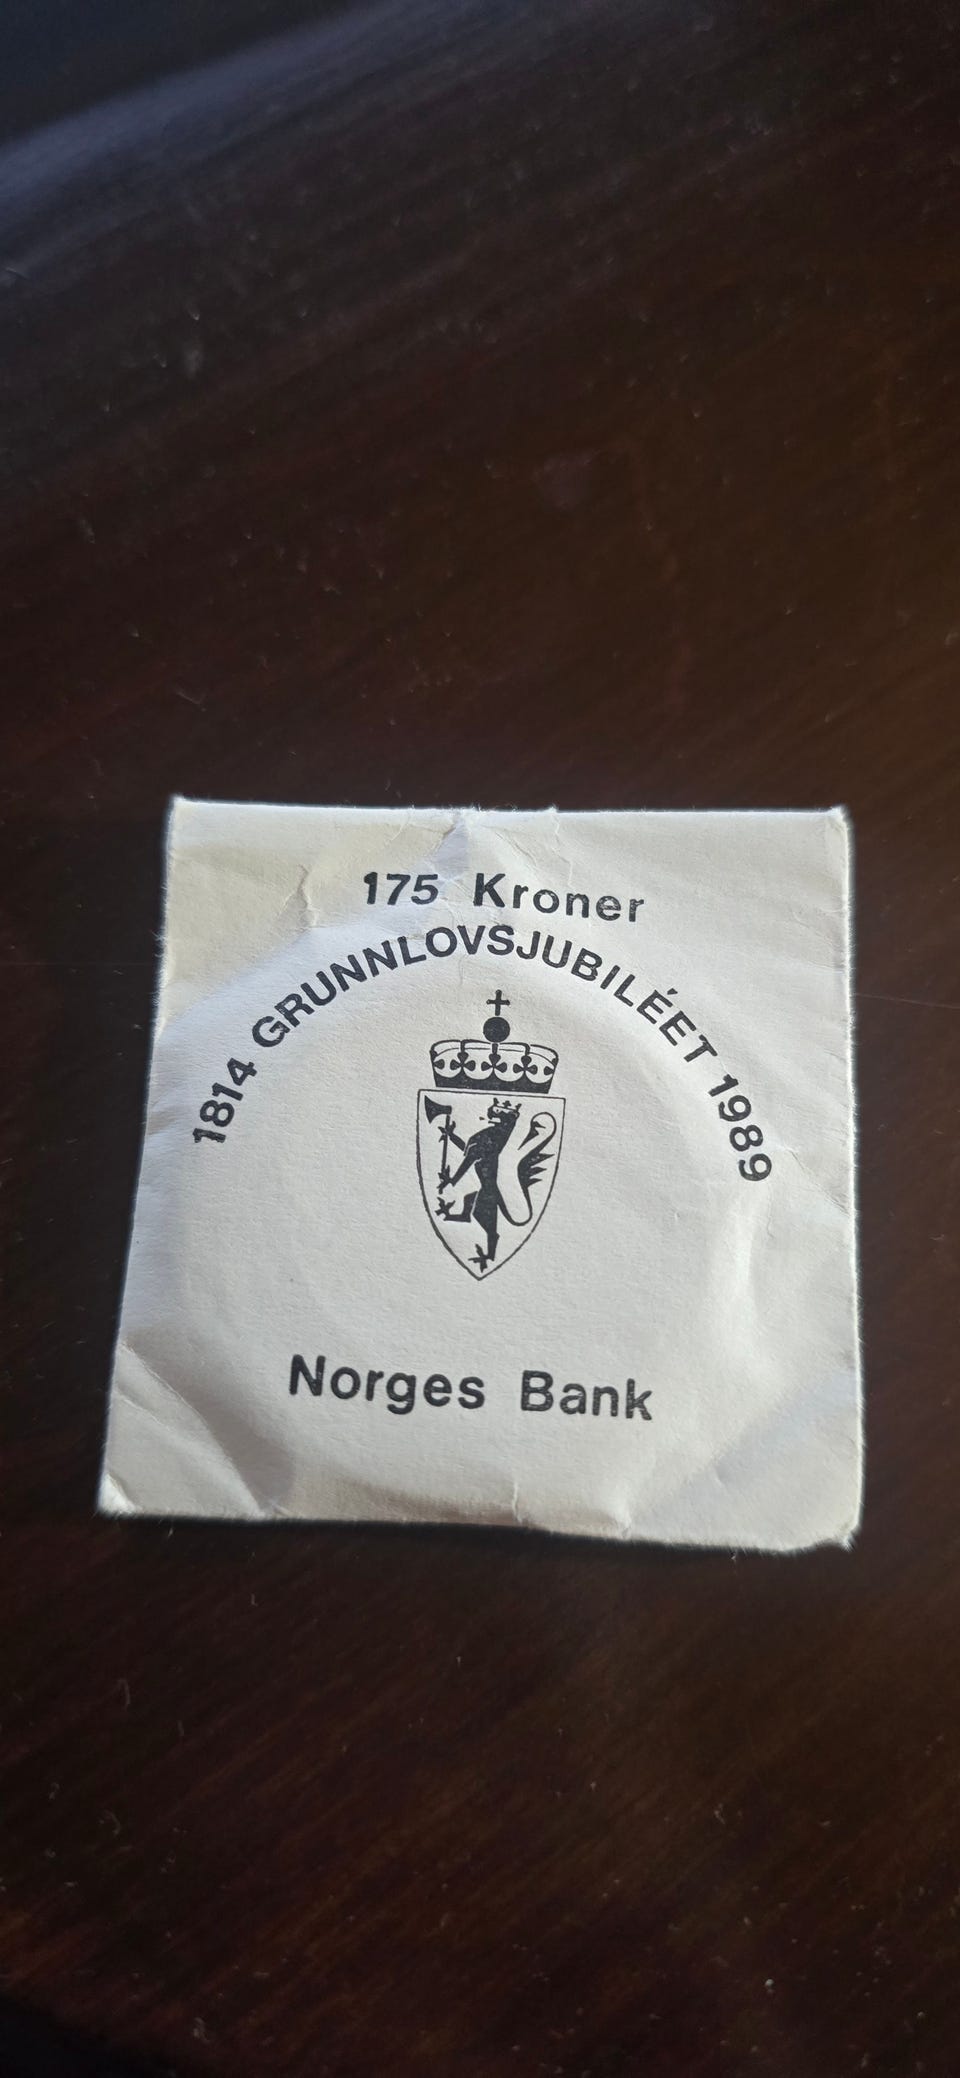 175 Kroner
1814 GRUNNLOVSJUBILÉET 1989
Norges Bank